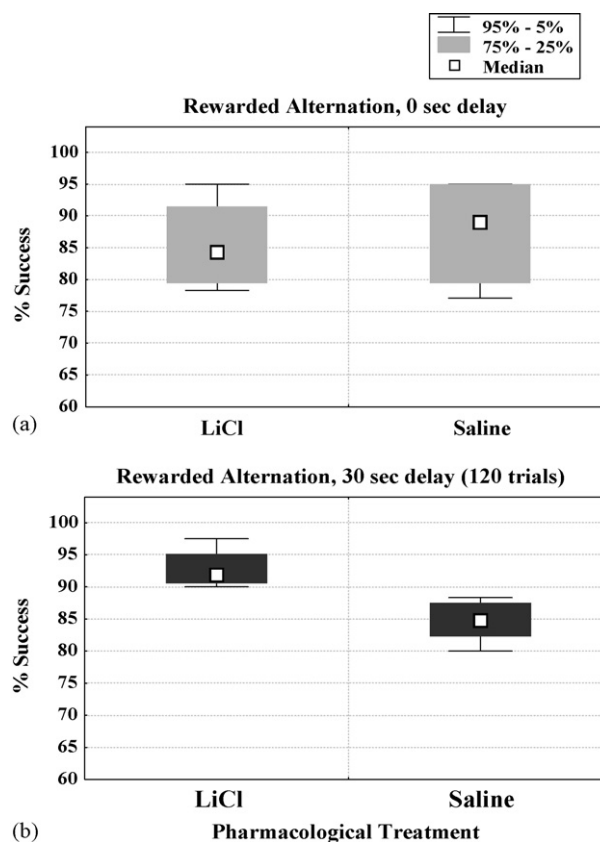 95% - 5%
75% - 25%
Median
Rewarded Alternation, 0 sec delay
100
95
90
85
80
75
70
65
60
% Success
LiCl Saline
(a)
Rewarded Alternation, 30 sec delay (120 trials)
100
95
90
85
80
75
70
65
60
% Success
LiCl Saline
(b) Pharmacological Treatment